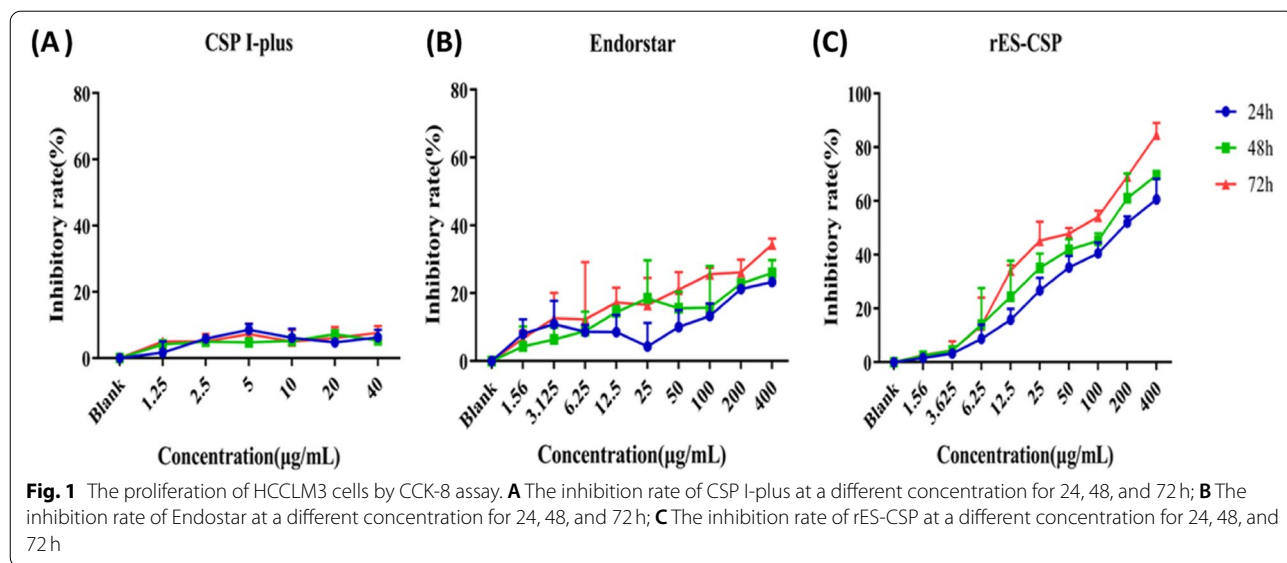 (A) CSP I-plus
80
60
40
20
0
Inhibitory rate(%)
Blank 1.25 2.5 5 10 20 40
Concentration(µg/mL)
(B) Endorstar
80
60
40
20
0
Inhibitory rate(%)
Blank 1.56 3.125 6.25 12.5 25 50 100 200 400
Concentration(µg/mL)
(C) rES-CSP
100
80
60
40
20
0
Inhibitory rate(%)
Blank 1.56 3.625 6.25 12.5 25 50 100 200 400
Concentration(µg/mL)
24h
48h
72h
Fig. 1 The proliferation of HCCLM3 cells by CCK-8 assay. A The inhibition rate of CSP I-plus at a different concentration for 24, 48, and 72 h; B The
inhibition rate of Endostar at a different concentration for 24, 48, and 72 h; C The inhibition rate of rES-CSP at a different concentration for 24, 48, and
72 h